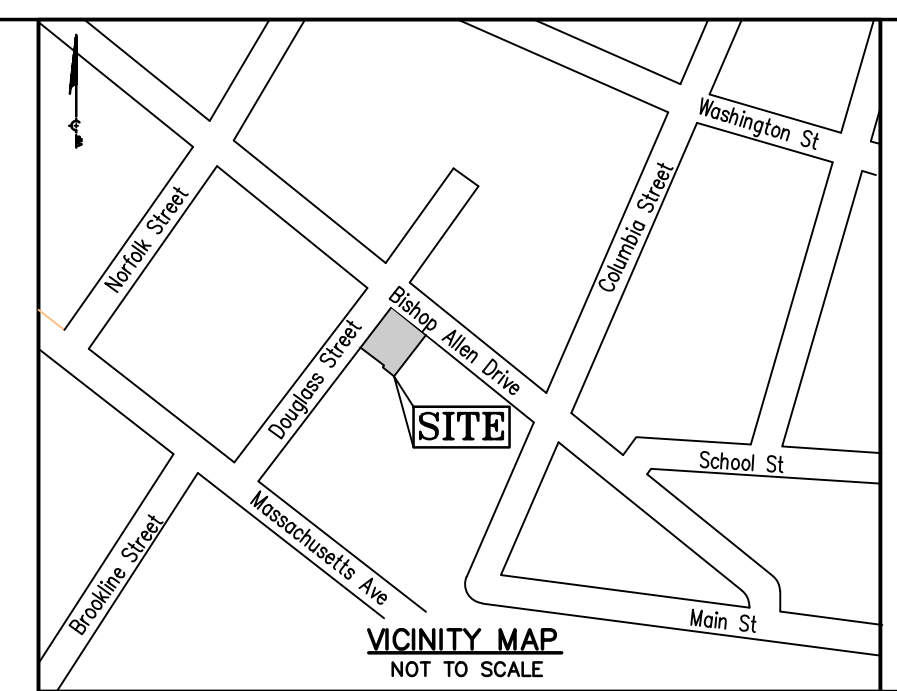 Washington St
Norfolk Street
Columbia Street
Bishop Allen Drive
Douglass Street
SITE
School St
Massachusetts Ave
Brookline Street
Main St
VICINITY MAP
NOT TO SCALE